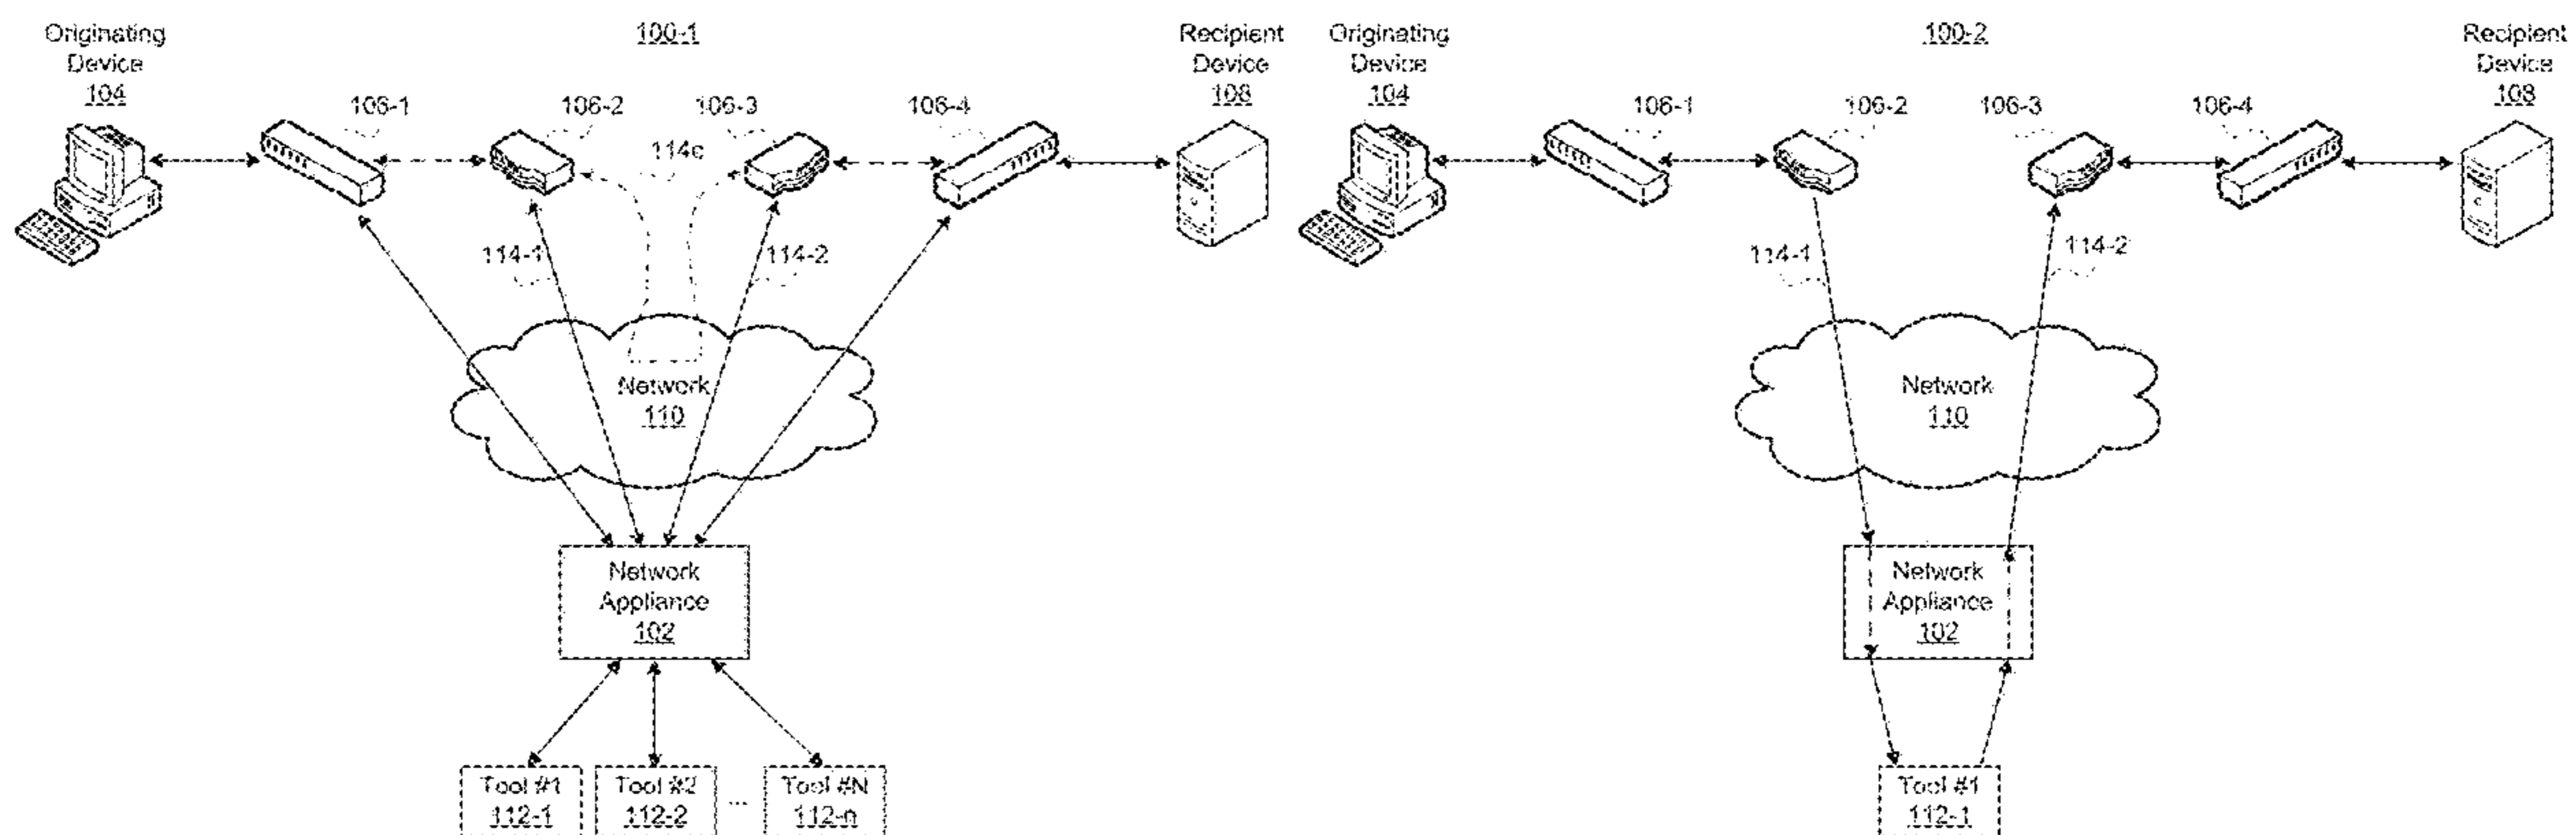 100-1
Originating
Device
104
106-1
106-2
106-3
106-4
Recipient
Device
108
114c
114-1
114-2
Network
110
Network
Appliance
102
Tool #1
112-1
Tool #2
112-2
...
Tool #N
112-n
100-2
Originating
Device
104
106-1
106-2
106-3
106-4
Recipient
Device
108
114-1
114-2
Network
110
Network
Appliance
102
Tool #1
112-1